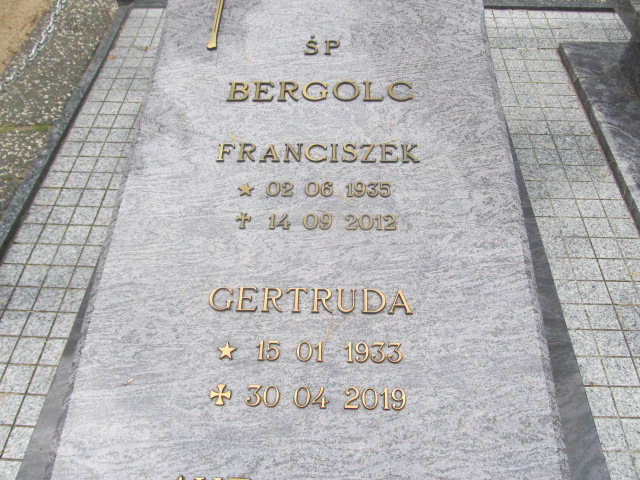 ŚP
BERGOLC
FRANCISZEK
★ 02 06 1935
✝ 14 09 2012
GERTRUDA
★ 15 01 1933
✠ 30 04 2019